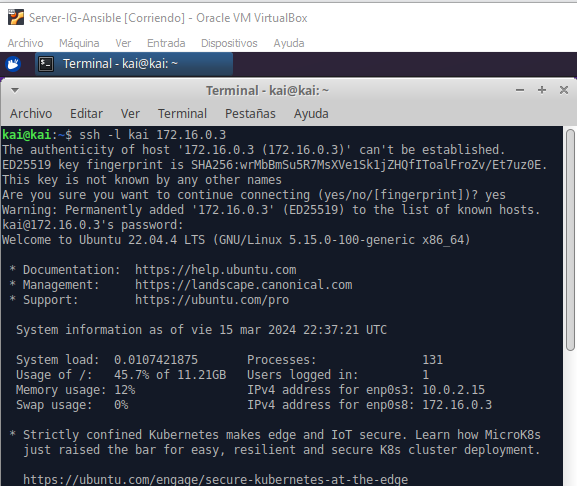 Server-IG-Ansible [Corriendo] - Oracle VM VirtualBox
Archivo Máquina Ver Entrada Dispositivos Ayuda
Terminal - kai@kai: ~
Terminal - kai@kai: ~
Archivo Editar Ver Terminal Pestañas Ayuda
kai@kai:~$ ssh -l kai 172.16.0.3
The authenticity of host '172.16.0.3 (172.16.0.3)' can't be established.
ED25519 key fingerprint is SHA256:wrMbBmSu5R7MsXVe1Sk1jZHQfIToalFroZv/Et7uz0E.
This key is not known by any other names
Are you sure you want to continue connecting (yes/no/[fingerprint])? yes
Warning: Permanently added '172.16.0.3' (ED25519) to the list of known hosts.
kai@172.16.0.3's password:
Welcome to Ubuntu 22.04.4 LTS (GNU/Linux 5.15.0-100-generic x86_64)
* Documentation: https://help.ubuntu.com
* Management: https://landscape.canonical.com
* Support: https://ubuntu.com/pro
System information as of vie 15 mar 2024 22:37:21 UTC
System load: 0.0107421875 Processes: 131
Usage of /: 45.7% of 11.21GB Users logged in: 1
Memory usage: 12% IPv4 address for enp0s3: 10.0.2.15
Swap usage: 0% IPv4 address for enp0s8: 172.16.0.3
* Strictly confined Kubernetes makes edge and IoT secure. Learn how MicroK8s
just raised the bar for easy, resilient and secure K8s cluster deployment.
https://ubuntu.com/engage/secure-kubernetes-at-the-edge